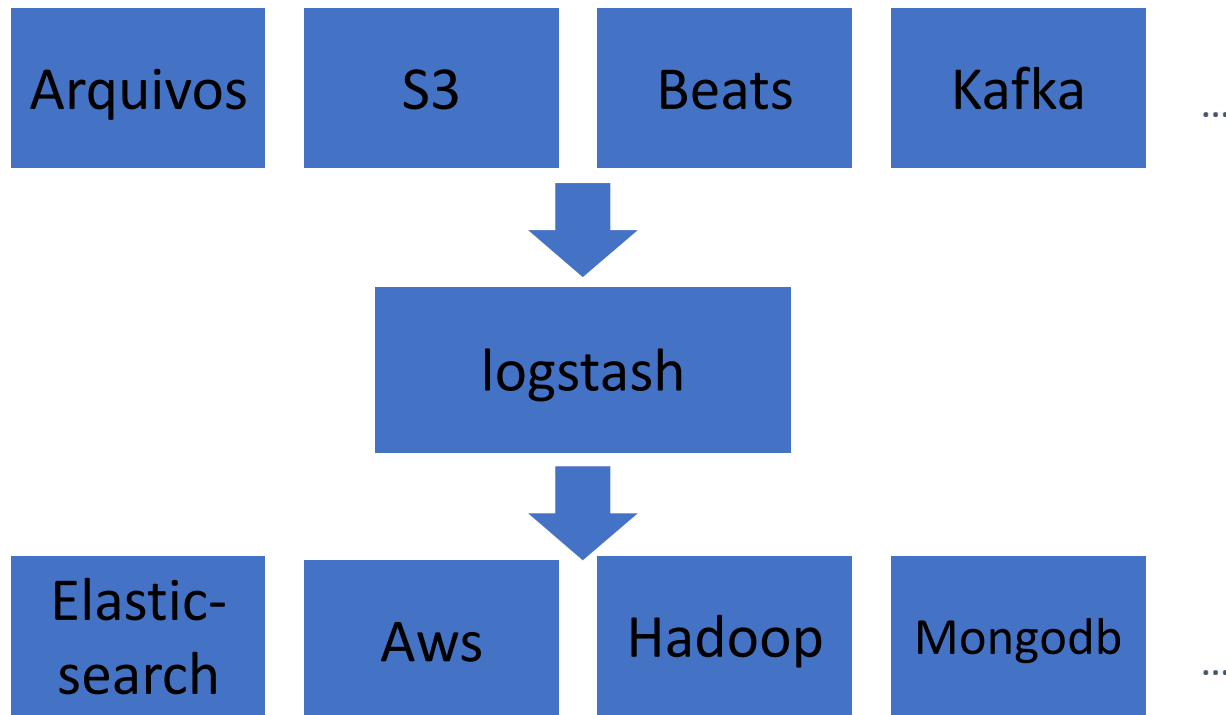 Arquivos
S3
Beats
Kafka
...
logstash
Elastic-
search
Aws
Hadoop
Mongodb
...